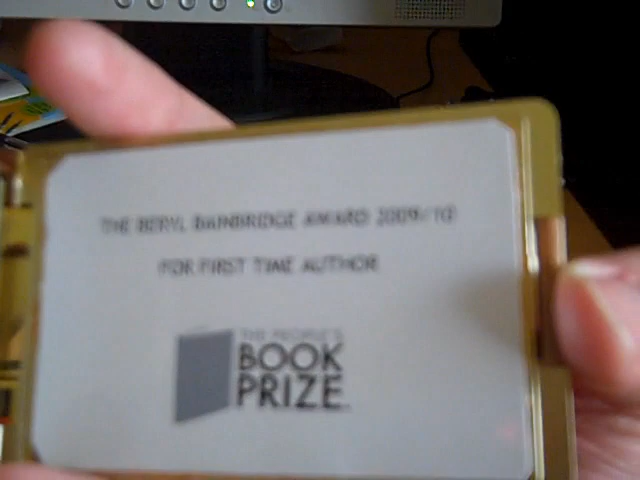 THE BERYL BAINBRIDGE AWARD 2009/10
FOR FIRST TIME AUTHOR
THE PEOPLE'S
BOOK
PRIZE